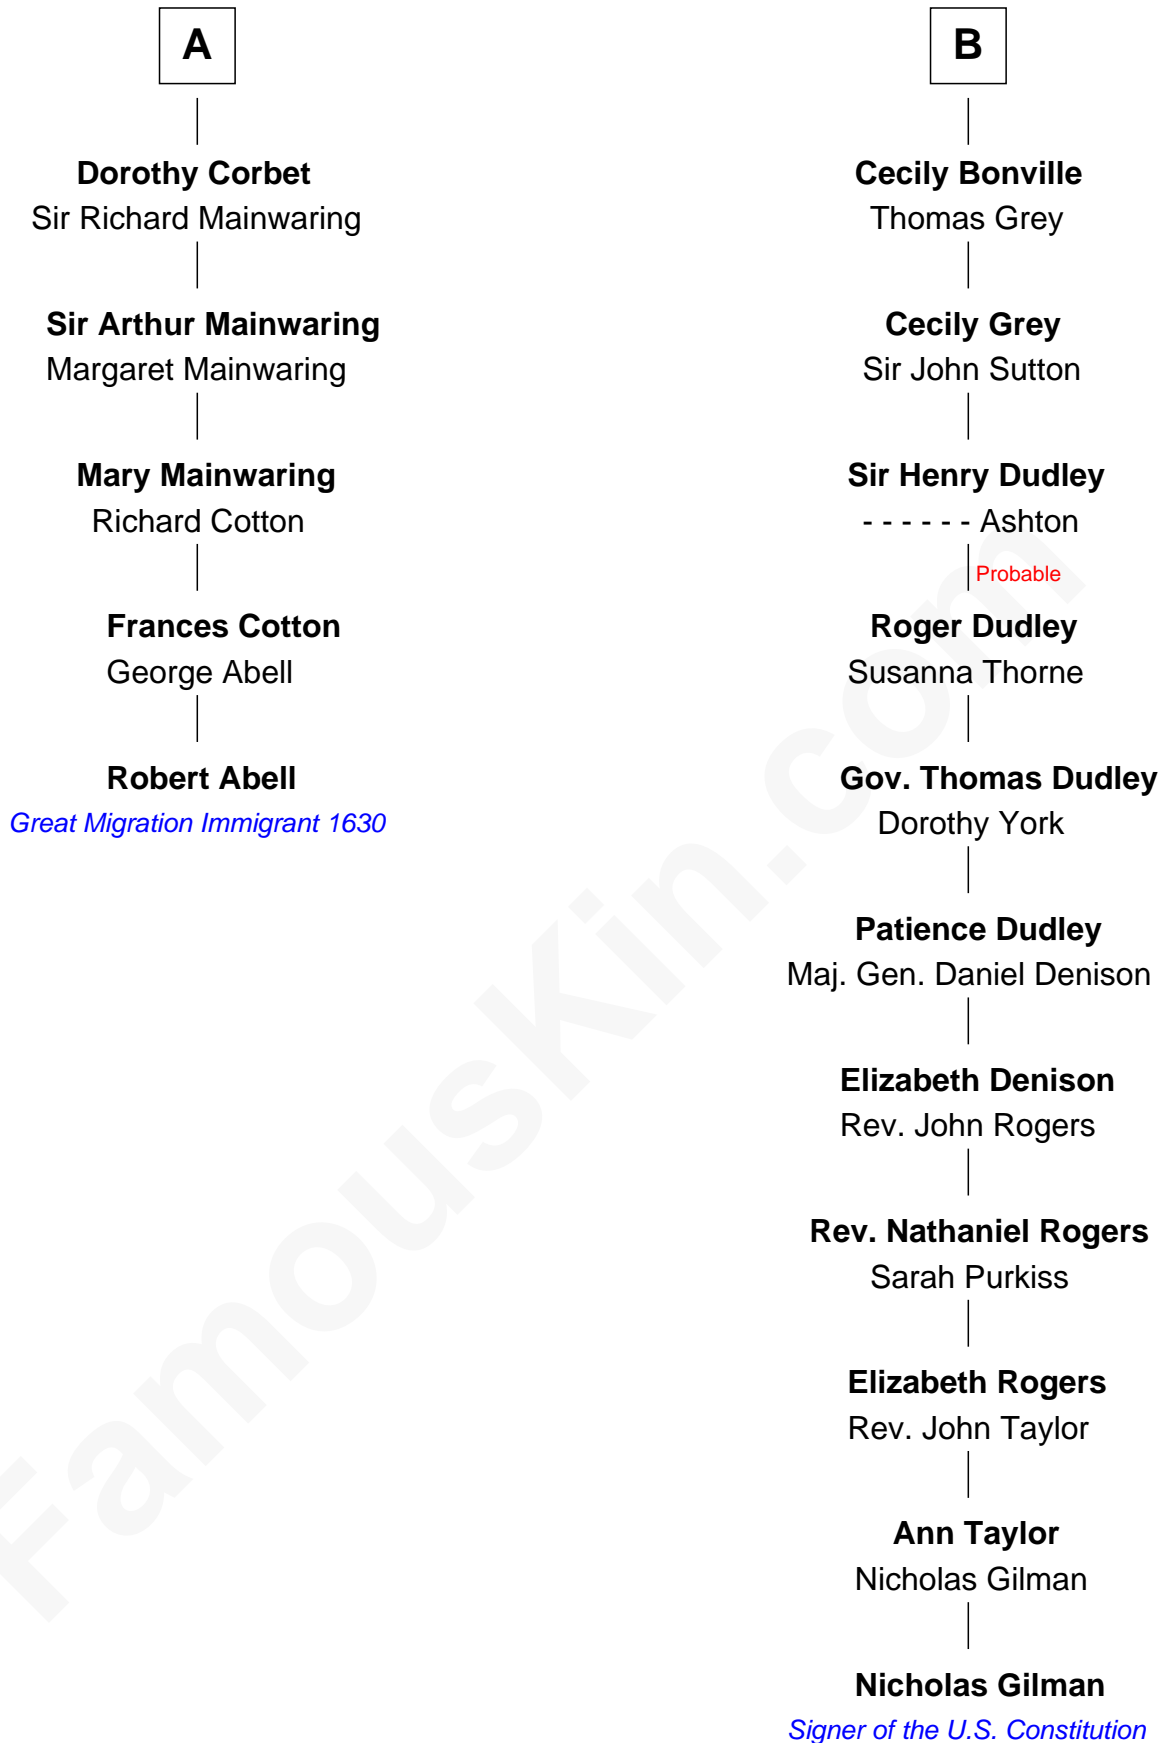 A
Dorothy Corbet
Sir Richard Mainwaring
Sir Arthur Mainwaring
Margaret Mainwaring
Mary Mainwaring
Richard Cotton
Frances Cotton
George Abell
Robert Abell
Great Migration Immigrant 1630
B
Cecily Bonville
Thomas Grey
Cecily Grey
Sir John Sutton
Sir Henry Dudley
- - - - - - Ashton
Probable
Roger Dudley
Susanna Thorne
Gov. Thomas Dudley
Dorothy York
Patience Dudley
Maj. Gen. Daniel Denison
Elizabeth Denison
Rev. John Rogers
Rev. Nathaniel Rogers
Sarah Purkiss
Elizabeth Rogers
Rev. John Taylor
Ann Taylor
Nicholas Gilman
Nicholas Gilman
Signer of the U.S. Constitution
FamousKin.com